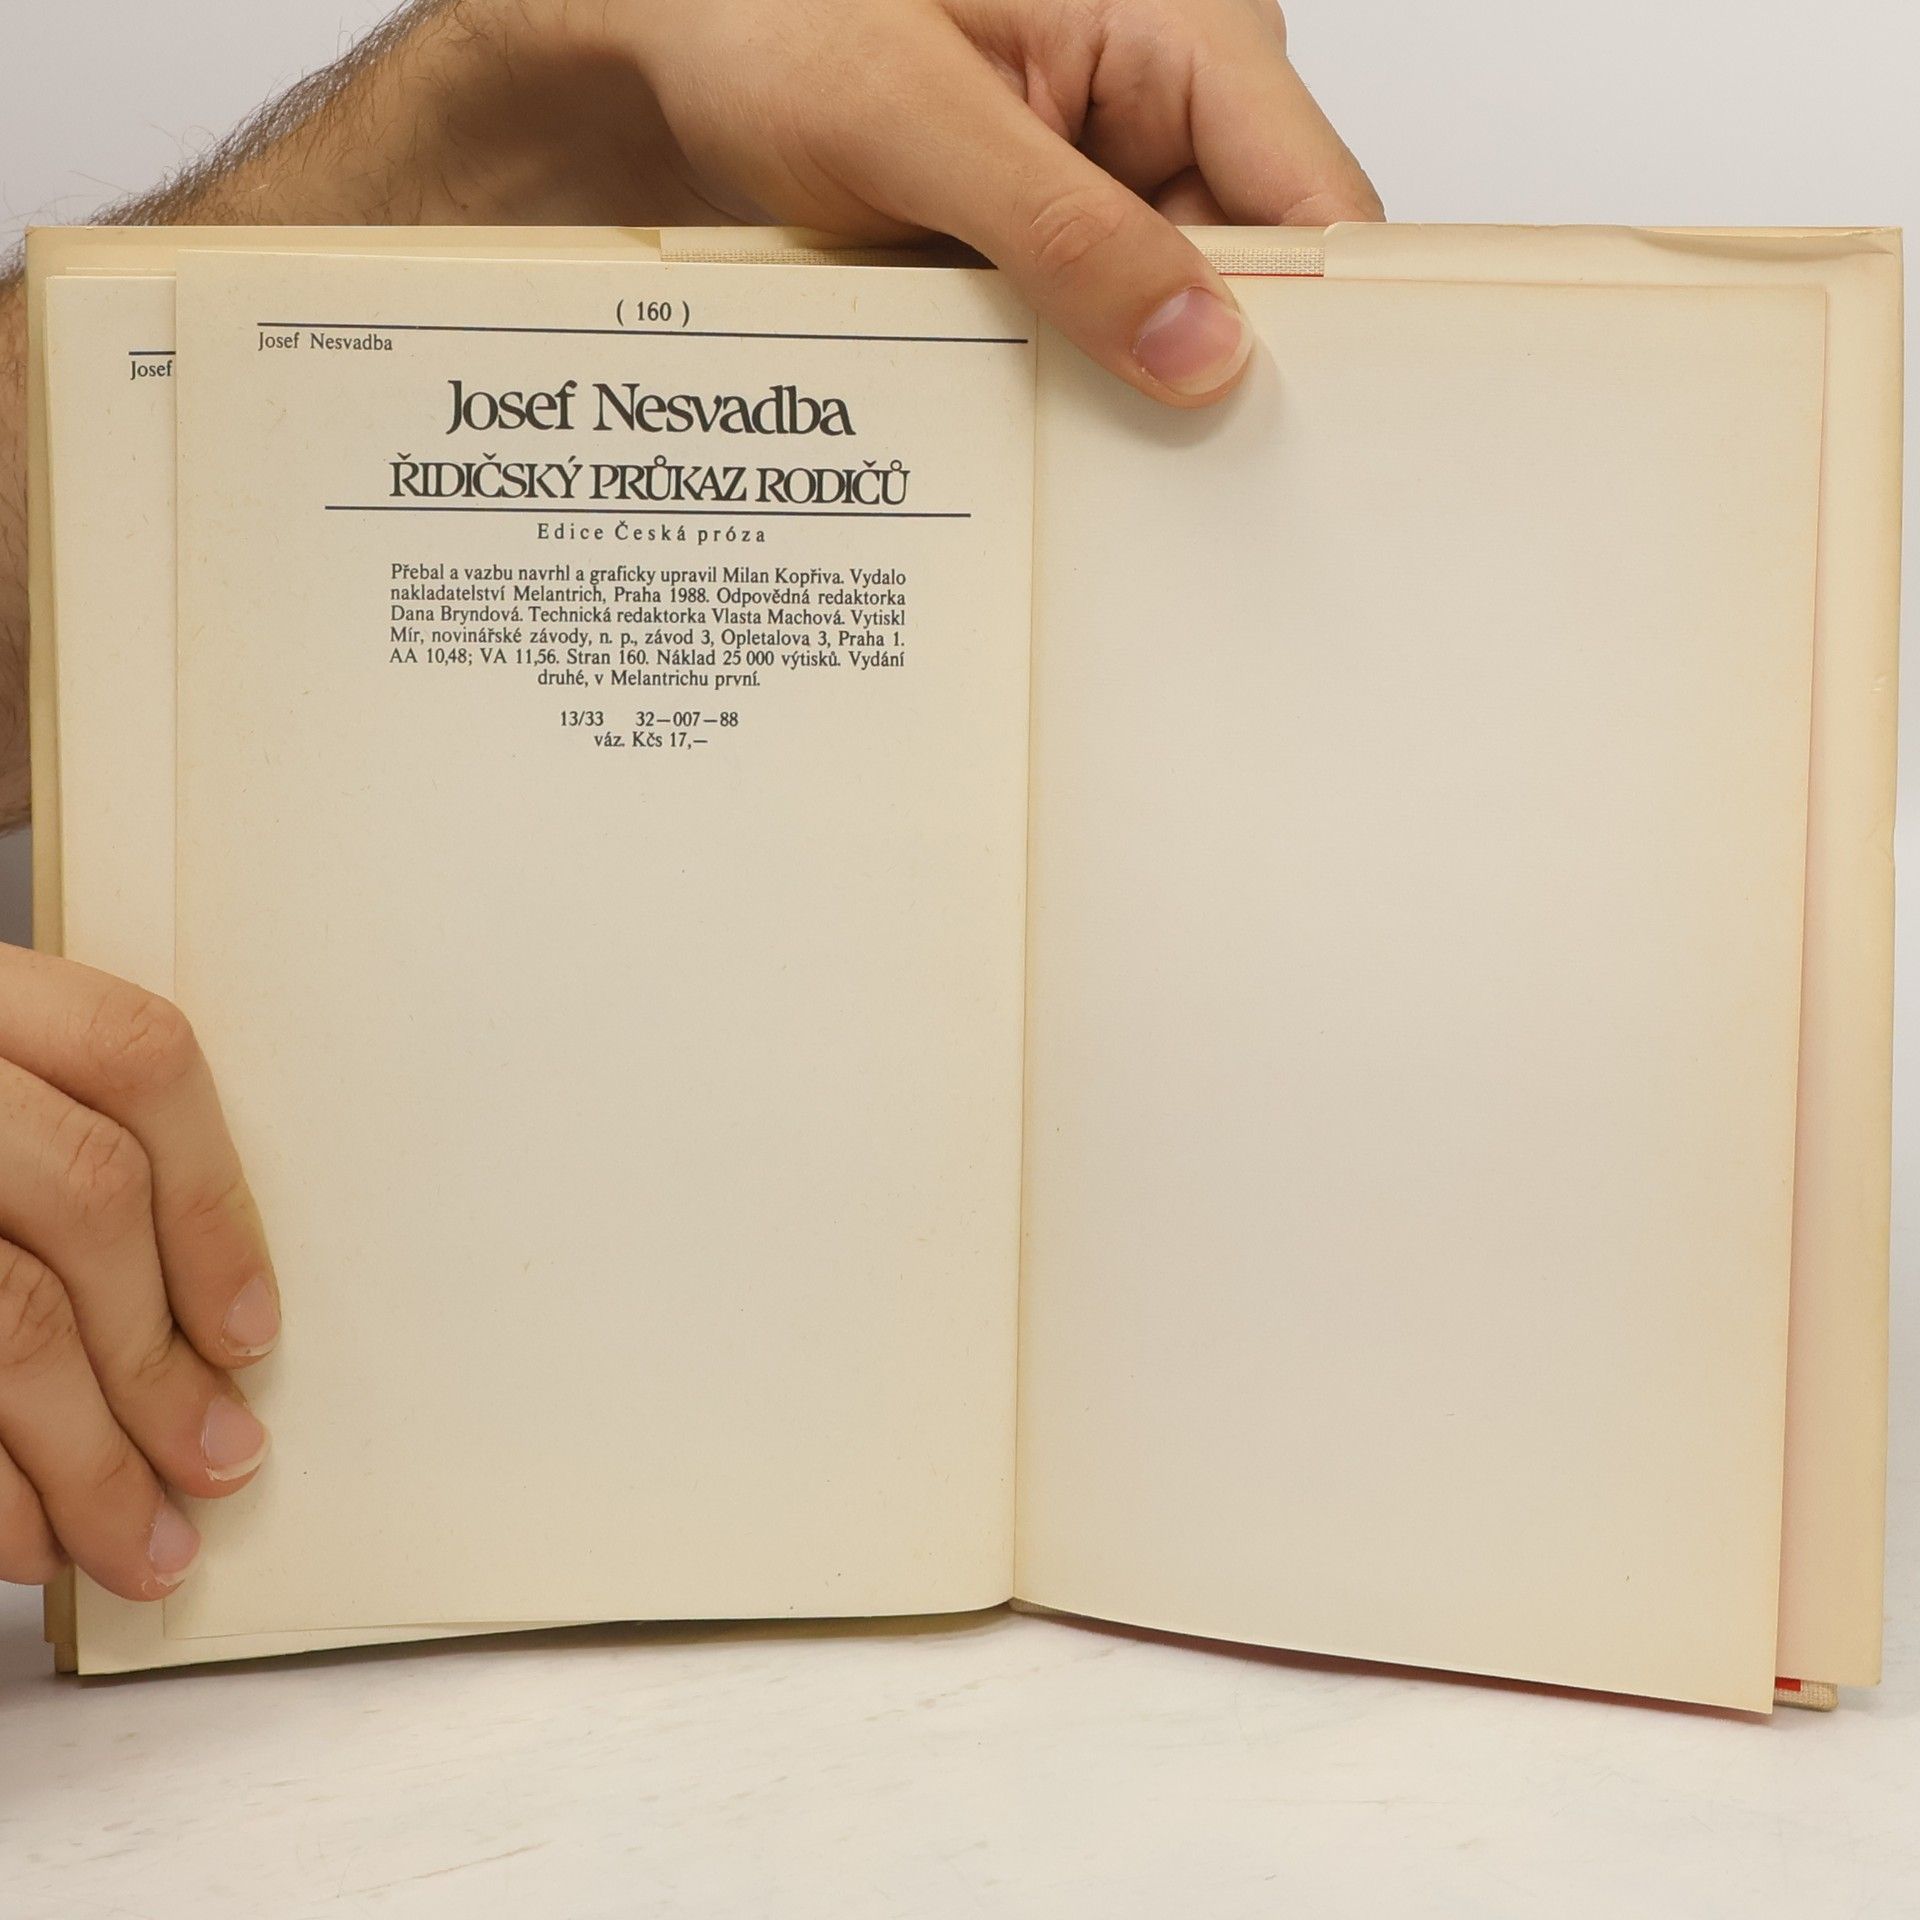 ( 160 )
Josef Nesvadba
Josef
Josef Nesvadba
ŘIDIČSKÝ PRŮKAZ RODIČŮ
Edice Česká próza
Přebal a vazbu navrhl a graficky upravil Milan Kopřiva. Vydalo
nakladatelství Melantrich, Praha 1988. Odpovědná redaktorka
Dana Bryndová. Technická redaktorka Vlasta Machová. Vytiskl
Mír, novinářské závody, n. p., závod 3, Opletalova 3, Praha 1.
AA 10,48; VA 11,56. Stran 160. Náklad 25 000 výtisků. Vydání
druhé, v Melantrichu první.
13/33 32—007—88
váz. Kčs 17,—